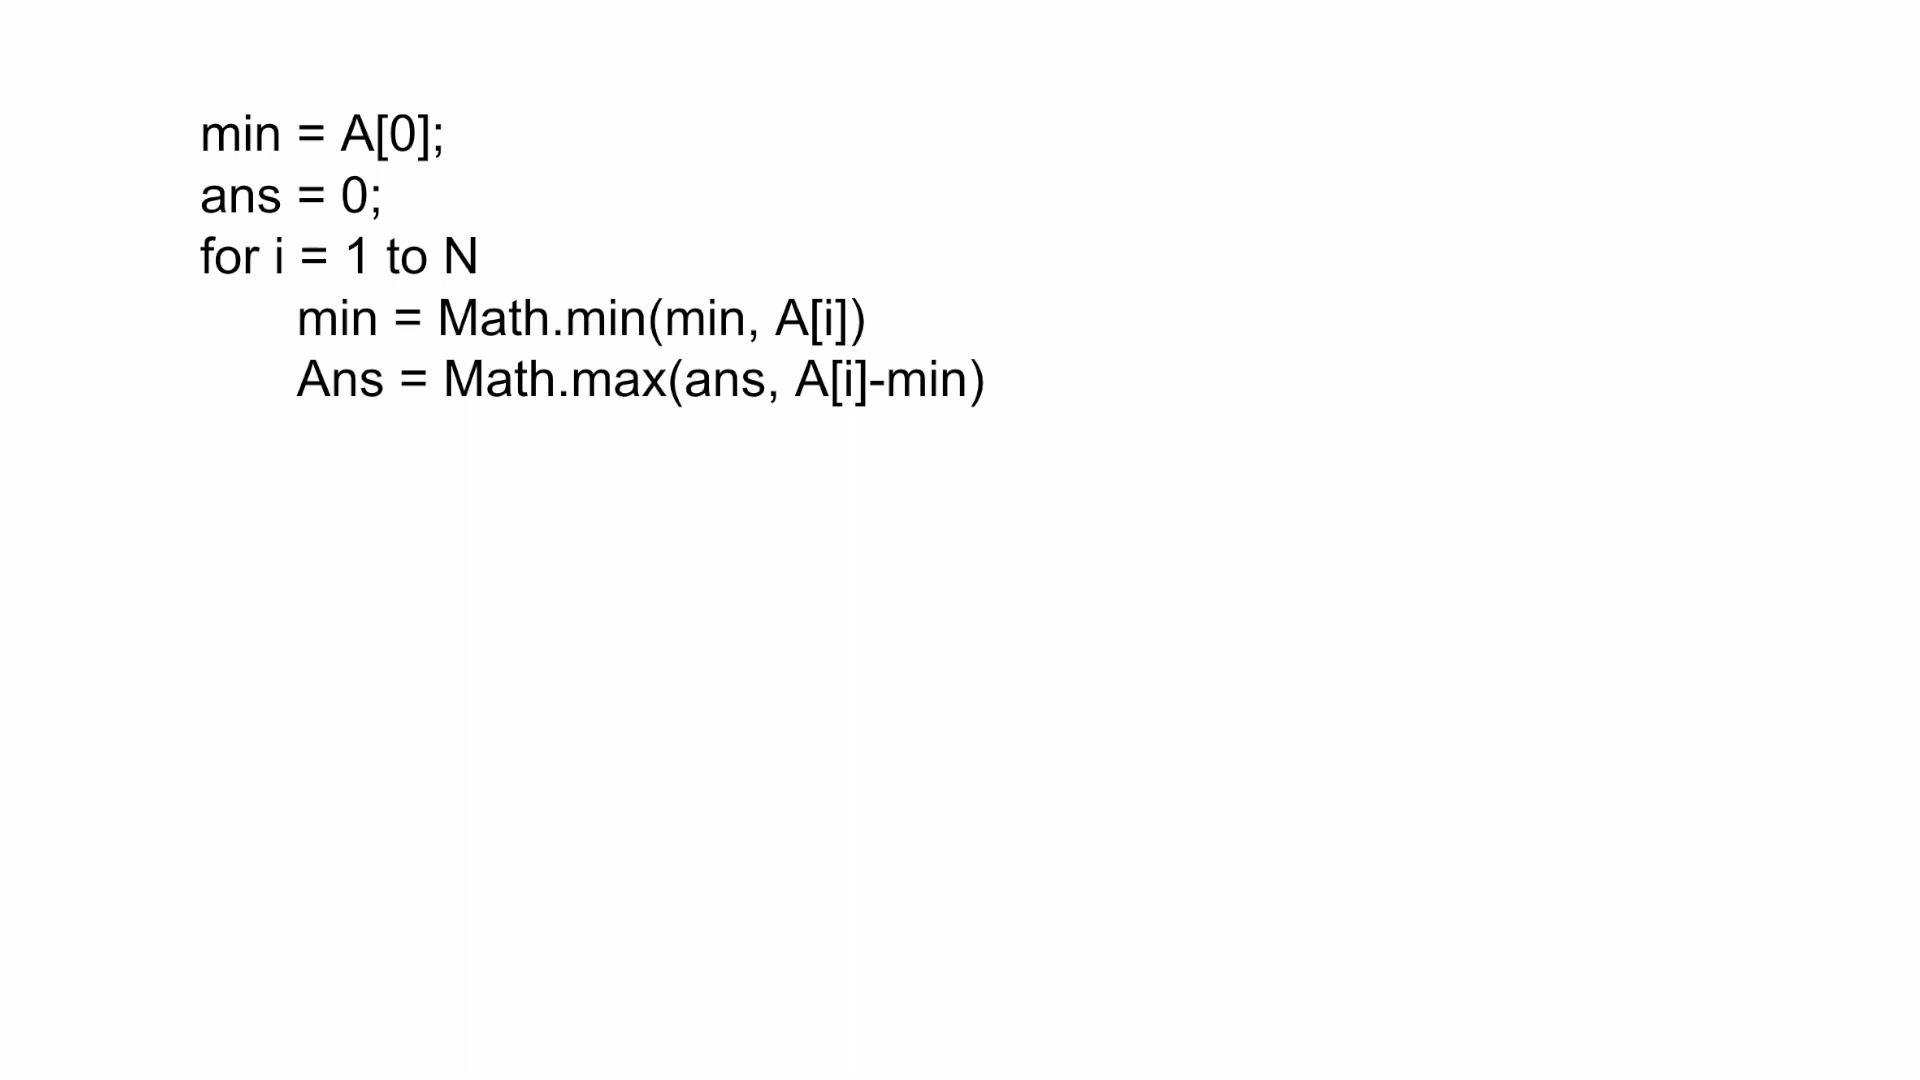 min = A[0];
ans = 0;
for i = 1 to N
min = Math.min(min, A[i])
Ans = Math.max(ans, A[i]-min)